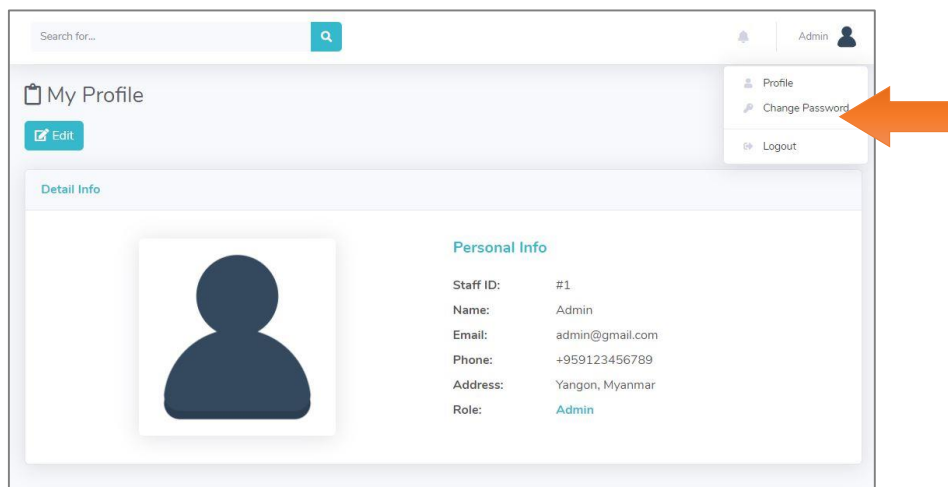 Search for...
Admin
My Profile
Profile
Change Password
Edit
Logout
Detail Info
Personal Info
Staff ID: #1
Name: Admin
Email: admin@gmail.com
Phone: +959123456789
Address: Yangon, Myanmar
Role: Admin